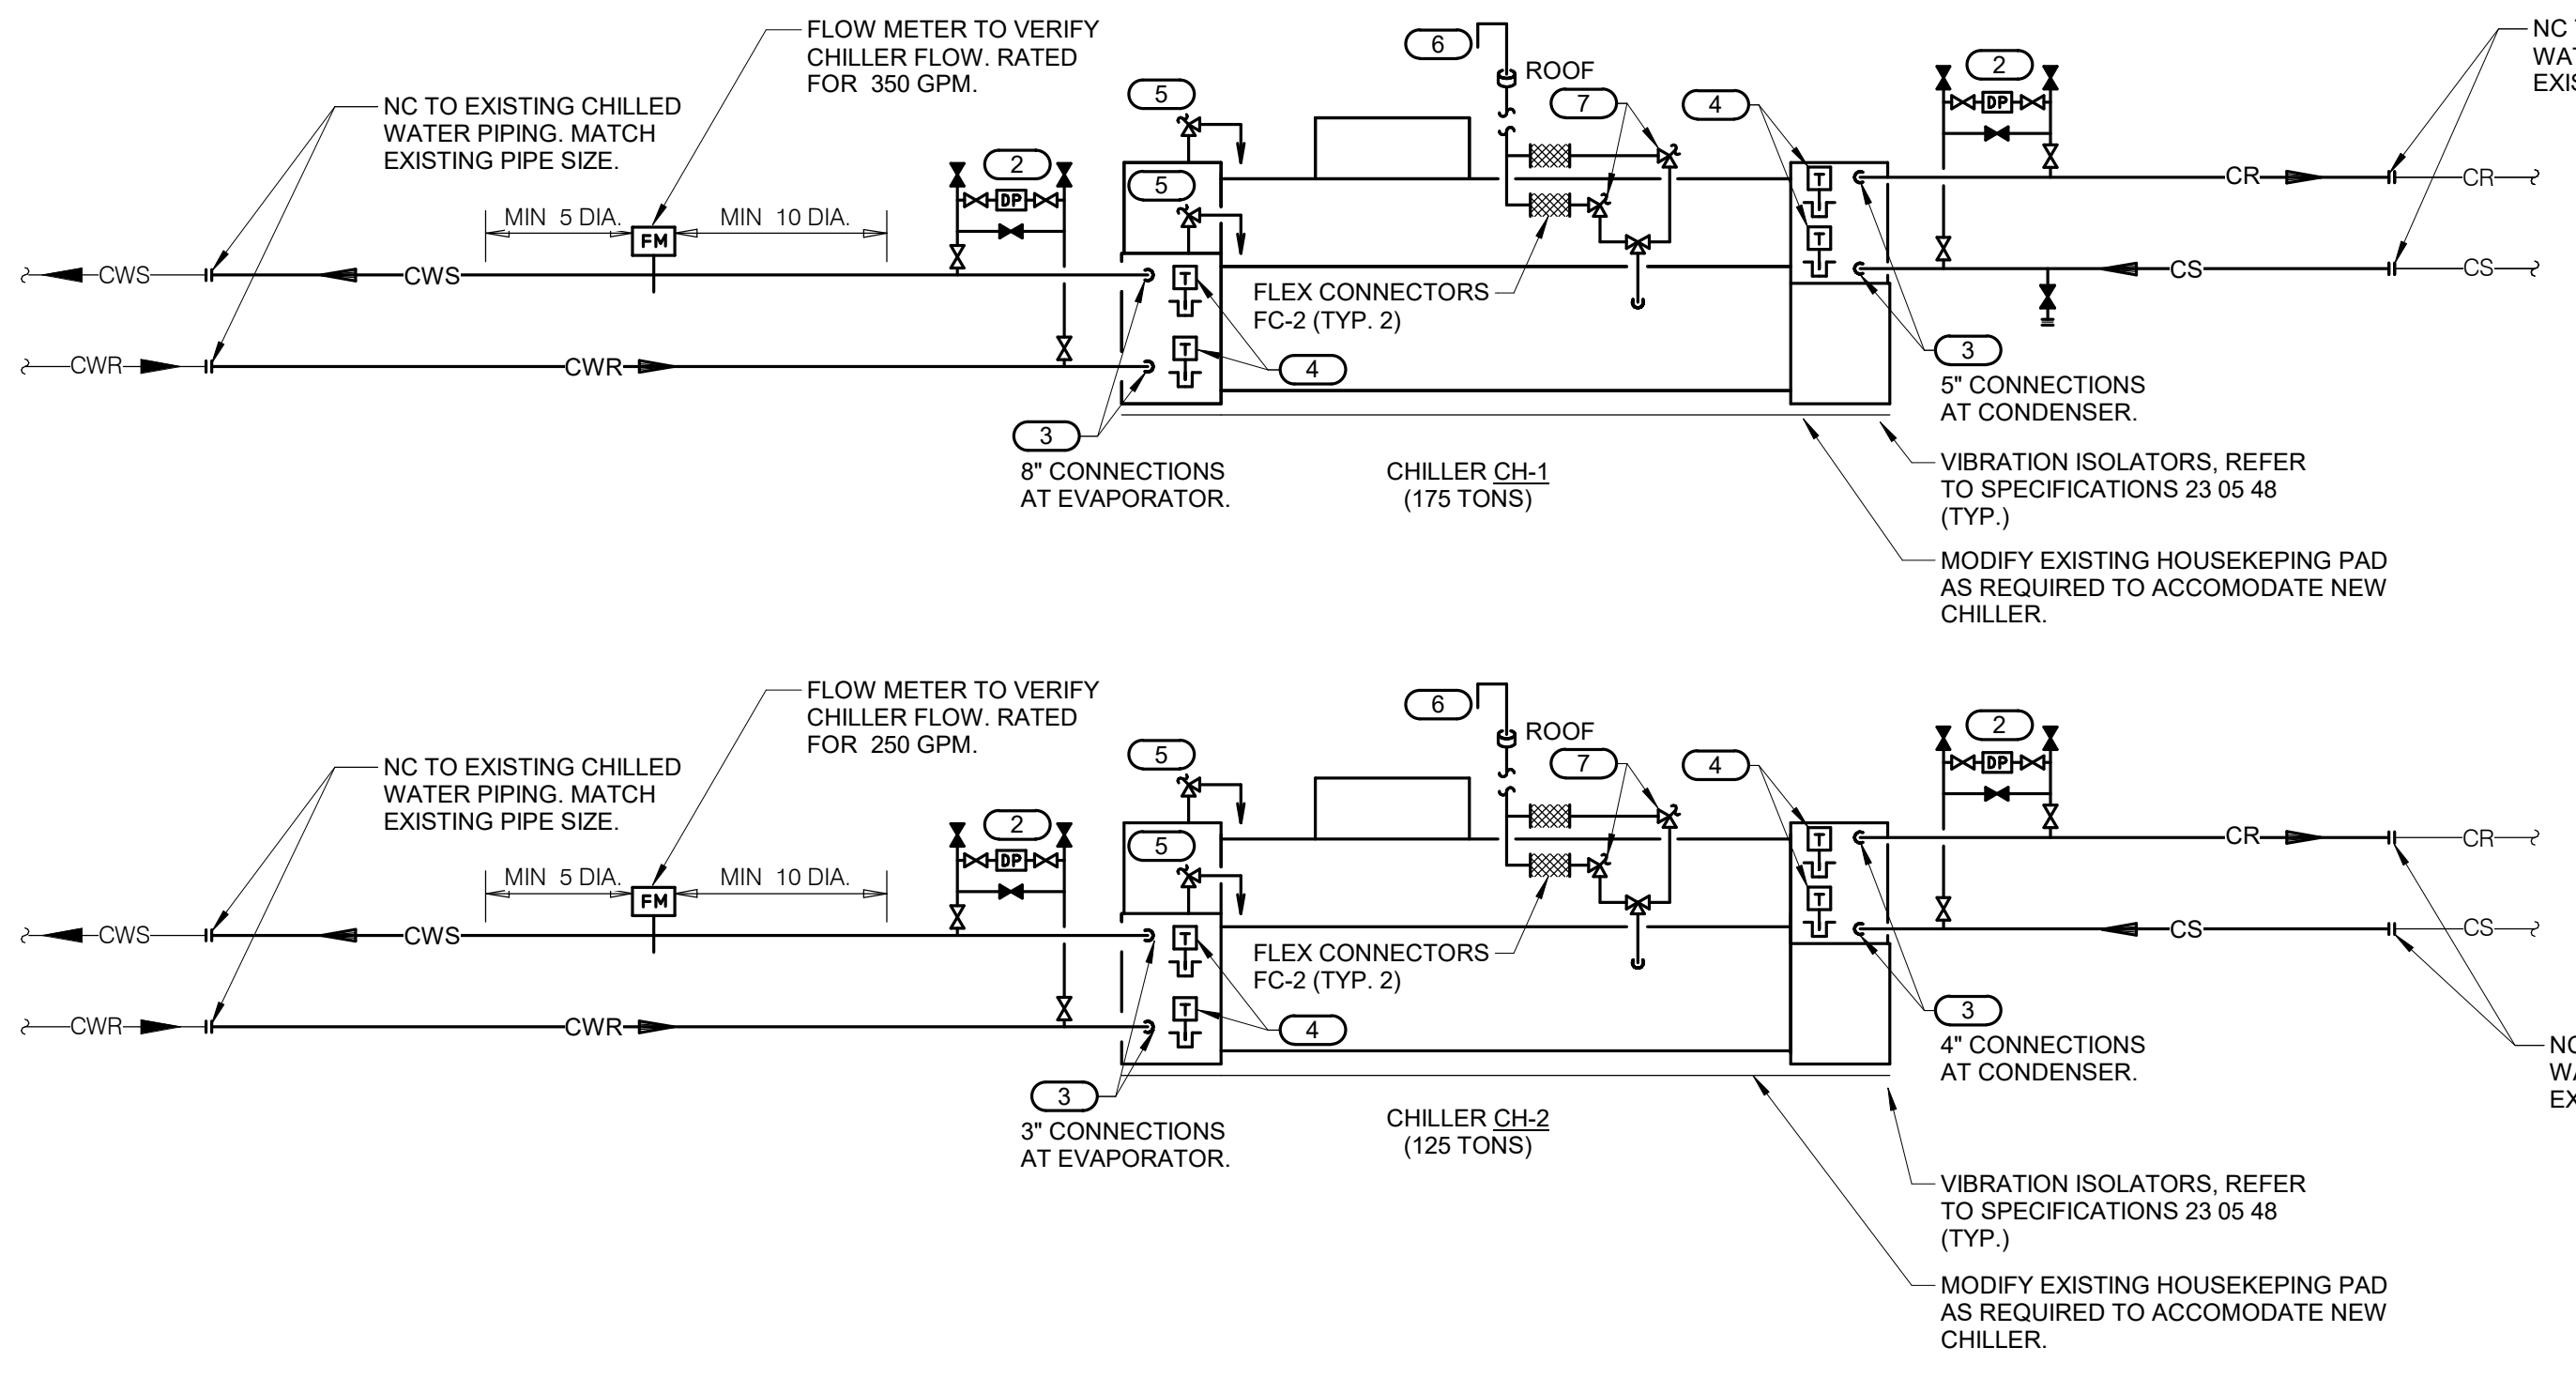 FLOW METER TO VERIFY
CHILLER FLOW. RATED
FOR 350 GPM.
NC TO EXISTING CHILLED
WATER PIPING. MATCH
EXISTING PIPE SIZE.
MIN 5 DIA.
MIN 10 DIA.
FM
2
DP
5
5
6
ROOF
7
4
T
T
2
DP
NC
CR
CR
CS
CS
CWS
CWS
CWR
CWR
T
T
4
FLEX CONNECTORS
FC-2 (TYP. 2)
3
8" CONNECTIONS
AT EVAPORATOR.
CHILLER CH-1
(175 TONS)
3
5" CONNECTIONS
AT CONDENSER.
VIBRATION ISOLATORS, REFER
TO SPECIFICATIONS 23 05 48
(TYP.)
MODIFY EXISTING HOUSEKEPING PAD
AS REQUIRED TO ACCOMODATE NEW
CHILLER.
FLOW METER TO VERIFY
CHILLER FLOW. RATED
FOR 250 GPM.
NC TO EXISTING CHILLED
WATER PIPING. MATCH
EXISTING PIPE SIZE.
MIN 5 DIA.
MIN 10 DIA.
FM
2
DP
5
5
6
ROOF
7
4
T
T
2
DP
CR
CR
CS
CS
CWS
CWS
CWR
CWR
T
T
4
FLEX CONNECTORS
FC-2 (TYP. 2)
3
3" CONNECTIONS
AT EVAPORATOR.
CHILLER CH-2
(125 TONS)
3
4" CONNECTIONS
AT CONDENSER.
VIBRATION ISOLATORS, REFER
TO SPECIFICATIONS 23 05 48
(TYP.)
MODIFY EXISTING HOUSEKEPING PAD
AS REQUIRED TO ACCOMODATE NEW
CHILLER.